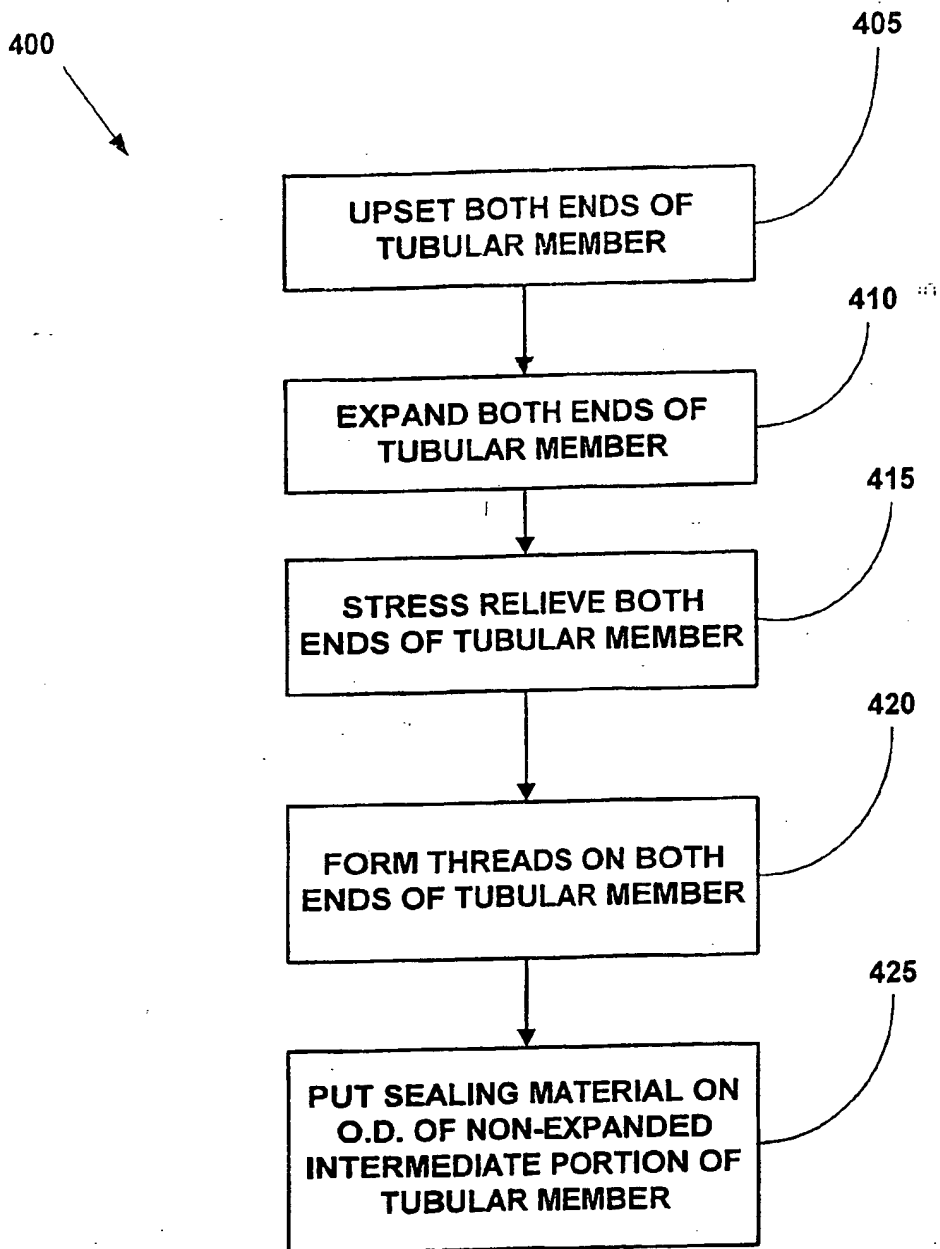 400
405
UPSET BOTH ENDS OF
TUBULAR MEMBER
410
EXPAND BOTH ENDS OF
TUBULAR MEMBER
415
STRESS RELIEVE BOTH
ENDS OF TUBULAR MEMBER
420
FORM THREADS ON BOTH
ENDS OF TUBULAR MEMBER
425
PUT SEALING MATERIAL ON
O.D. OF NON-EXPANDED
INTERMEDIATE PORTION OF
TUBULAR MEMBER